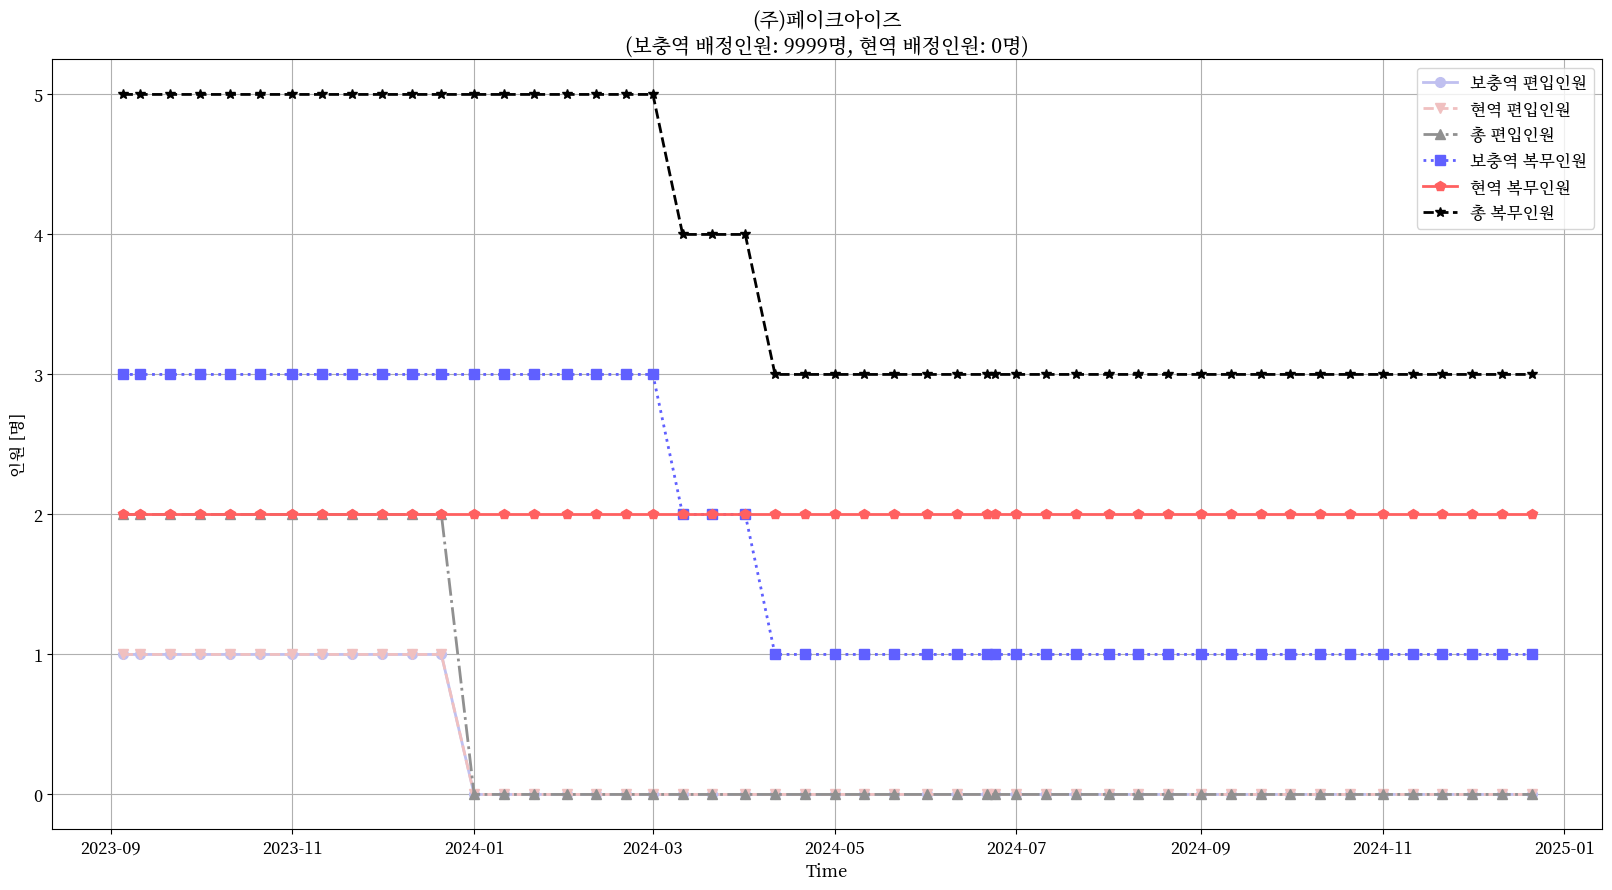 (주)페이크아이즈
(보충역 배정인원: 9999명, 현역 배정인원: 0명)
보충역 편입인원
현역 편입인원
총 편입인원
보충역 복무인원
현역 복무인원
총 복무인원
인원 [명]
5
4
3
2
1
0
2023-09
2023-11
2024-01
2024-03
2024-05
2024-07
2024-09
2024-11
2025-01
Time